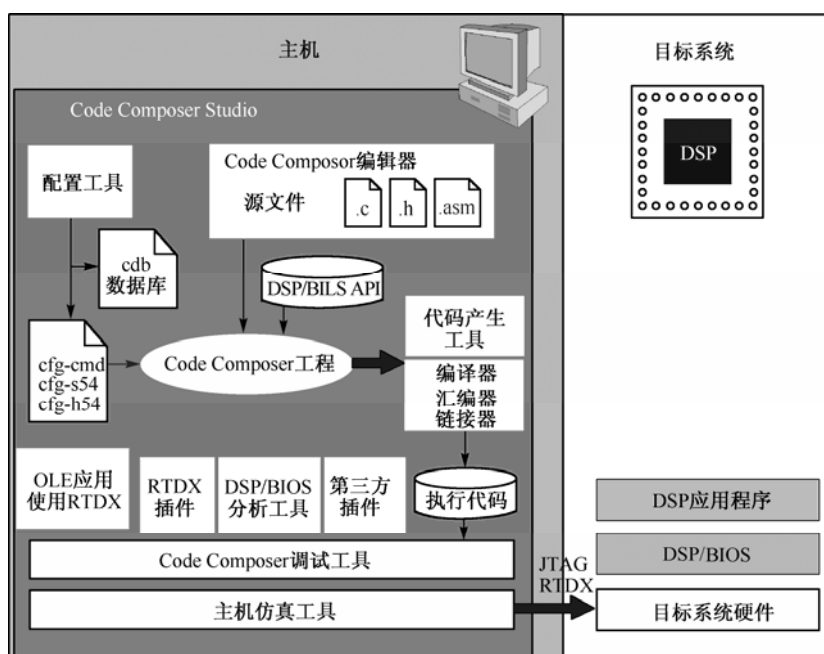 主机
目标系统
Code Composer Studio
DSP
配置工具
Code Composor编辑器
源文件
.c
.h
.asm
cdb
数据库
DSP/BILS API
代码产生
工具
cfg-cmd
cfg-s54
cfg-h54
Code Composer工程
编译器
汇编器
链接器
OLE应用
使用RTDX
RTDX
插件
DSP/BIOS
分析工具
第三方
插件
执行代码
DSP应用程序
Code Composer调试工具
DSP/BIOS
JTAG
RTDX
主机仿真工具
目标系统硬件